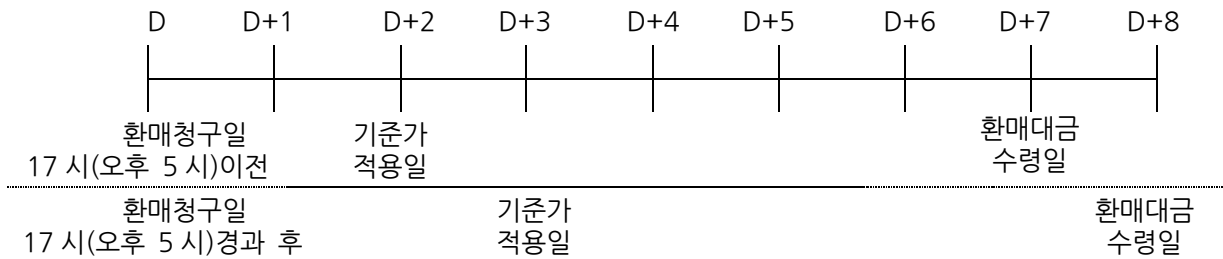 D D+1 D+2 D+3 D+4 D+5 D+6 D+7 D+8
환매청구일 기준가 환매대금
17 시(오후 5 시)이전 적용일 수령일
환매청구일 기준가 환매대금
17 시(오후 5 시)경과 후 적용일 수령일